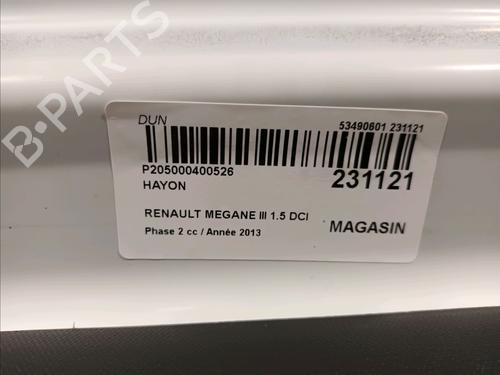 DUN
53490601 231121
P205000400526
HAYON
231121
RENAULT MEGANE III 1.5 DCI
Phase 2 cc / Année 2013
MAGASIN
B-PARTS